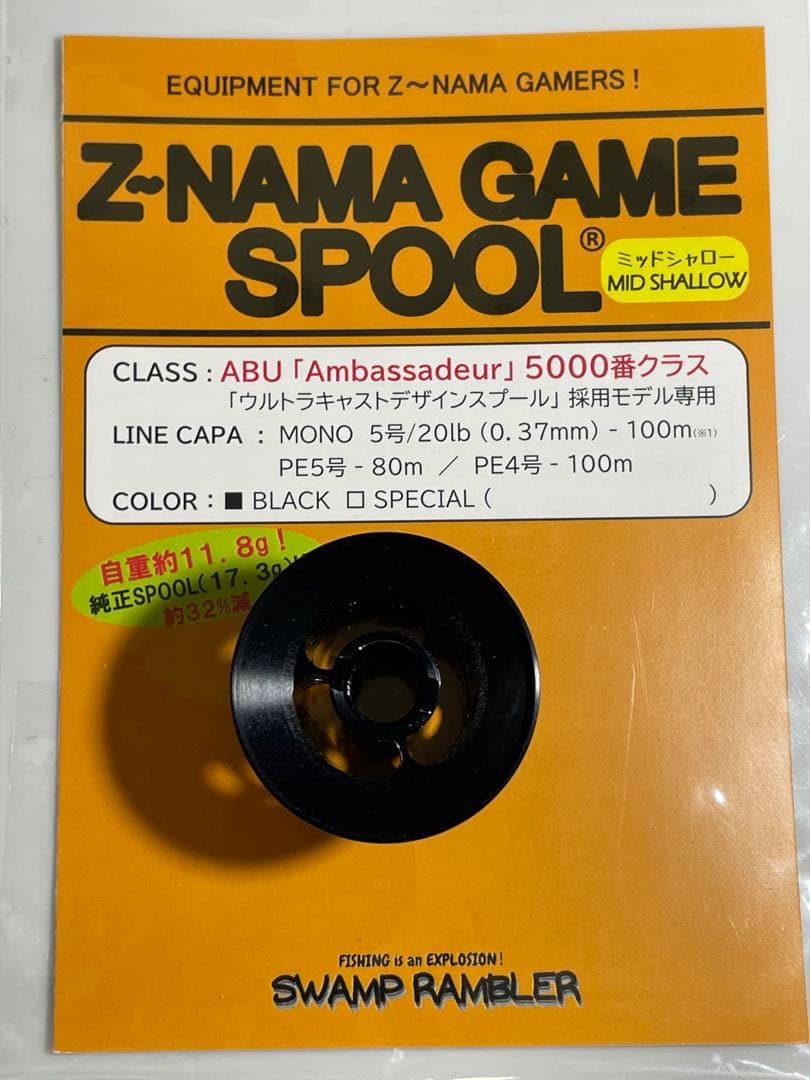 EQUIPMENT FOR Z～NAMA GAMERS！
Z~NAMA GAME
SPOOL®
ミッドシャロー
MID SHALLOW
CLASS : ABU「Ambassadeur」5000番クラス
「ウルトラキャストデザインスプール」採用モデル専用
LINE CAPA : MONO 5号/20lb（0.37mm）- 100m(※1)
PE5号 - 80m ／ PE4号 - 100m
COLOR : ■ BLACK □ SPECIAL ( )
自重約11.8g！
純正SPOOL(17.3g)
約32%減
FISHING is an EXPLOSION!
SWAMP RAMBLER